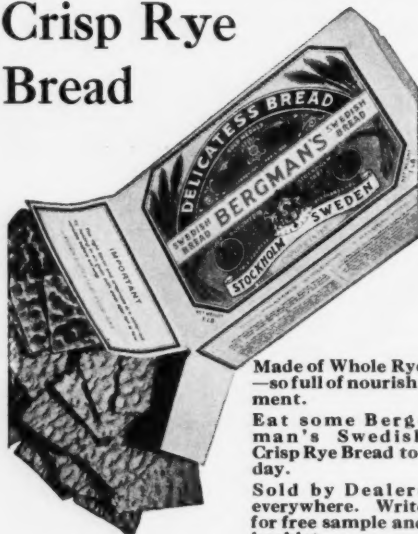 Crisp Rye
Bread
DELICATESS BREAD
SWEDISH BREAD
BERGMAN'S
SWEDISH BREAD
STOCKHOLM SWEDEN
IMPORTANT
Made of Whole Rye
—so full of nourish-
ment.
Eat some Berg-
man's Swedish
Crisp Rye Bread to-
day.
Sold by Dealers
everywhere. Write
for free sample and